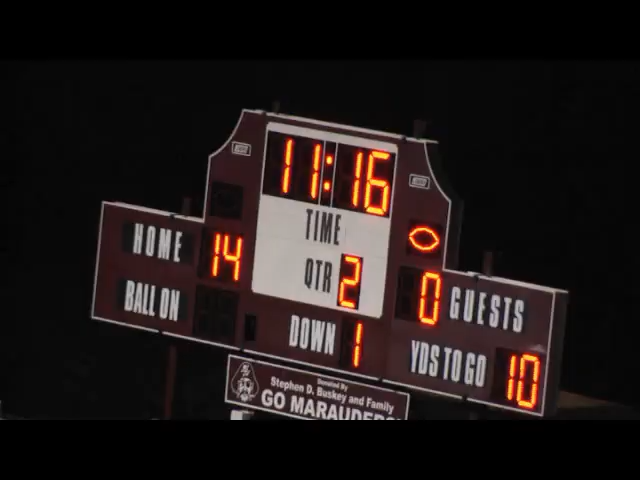 11:16
TIME
HOME 14
QTR 2
0 GUESTS
BALL ON
DOWN 1
YDS TO GO 10
Donated By
Stephen D. Buskey and Family
GO MARAUDERS